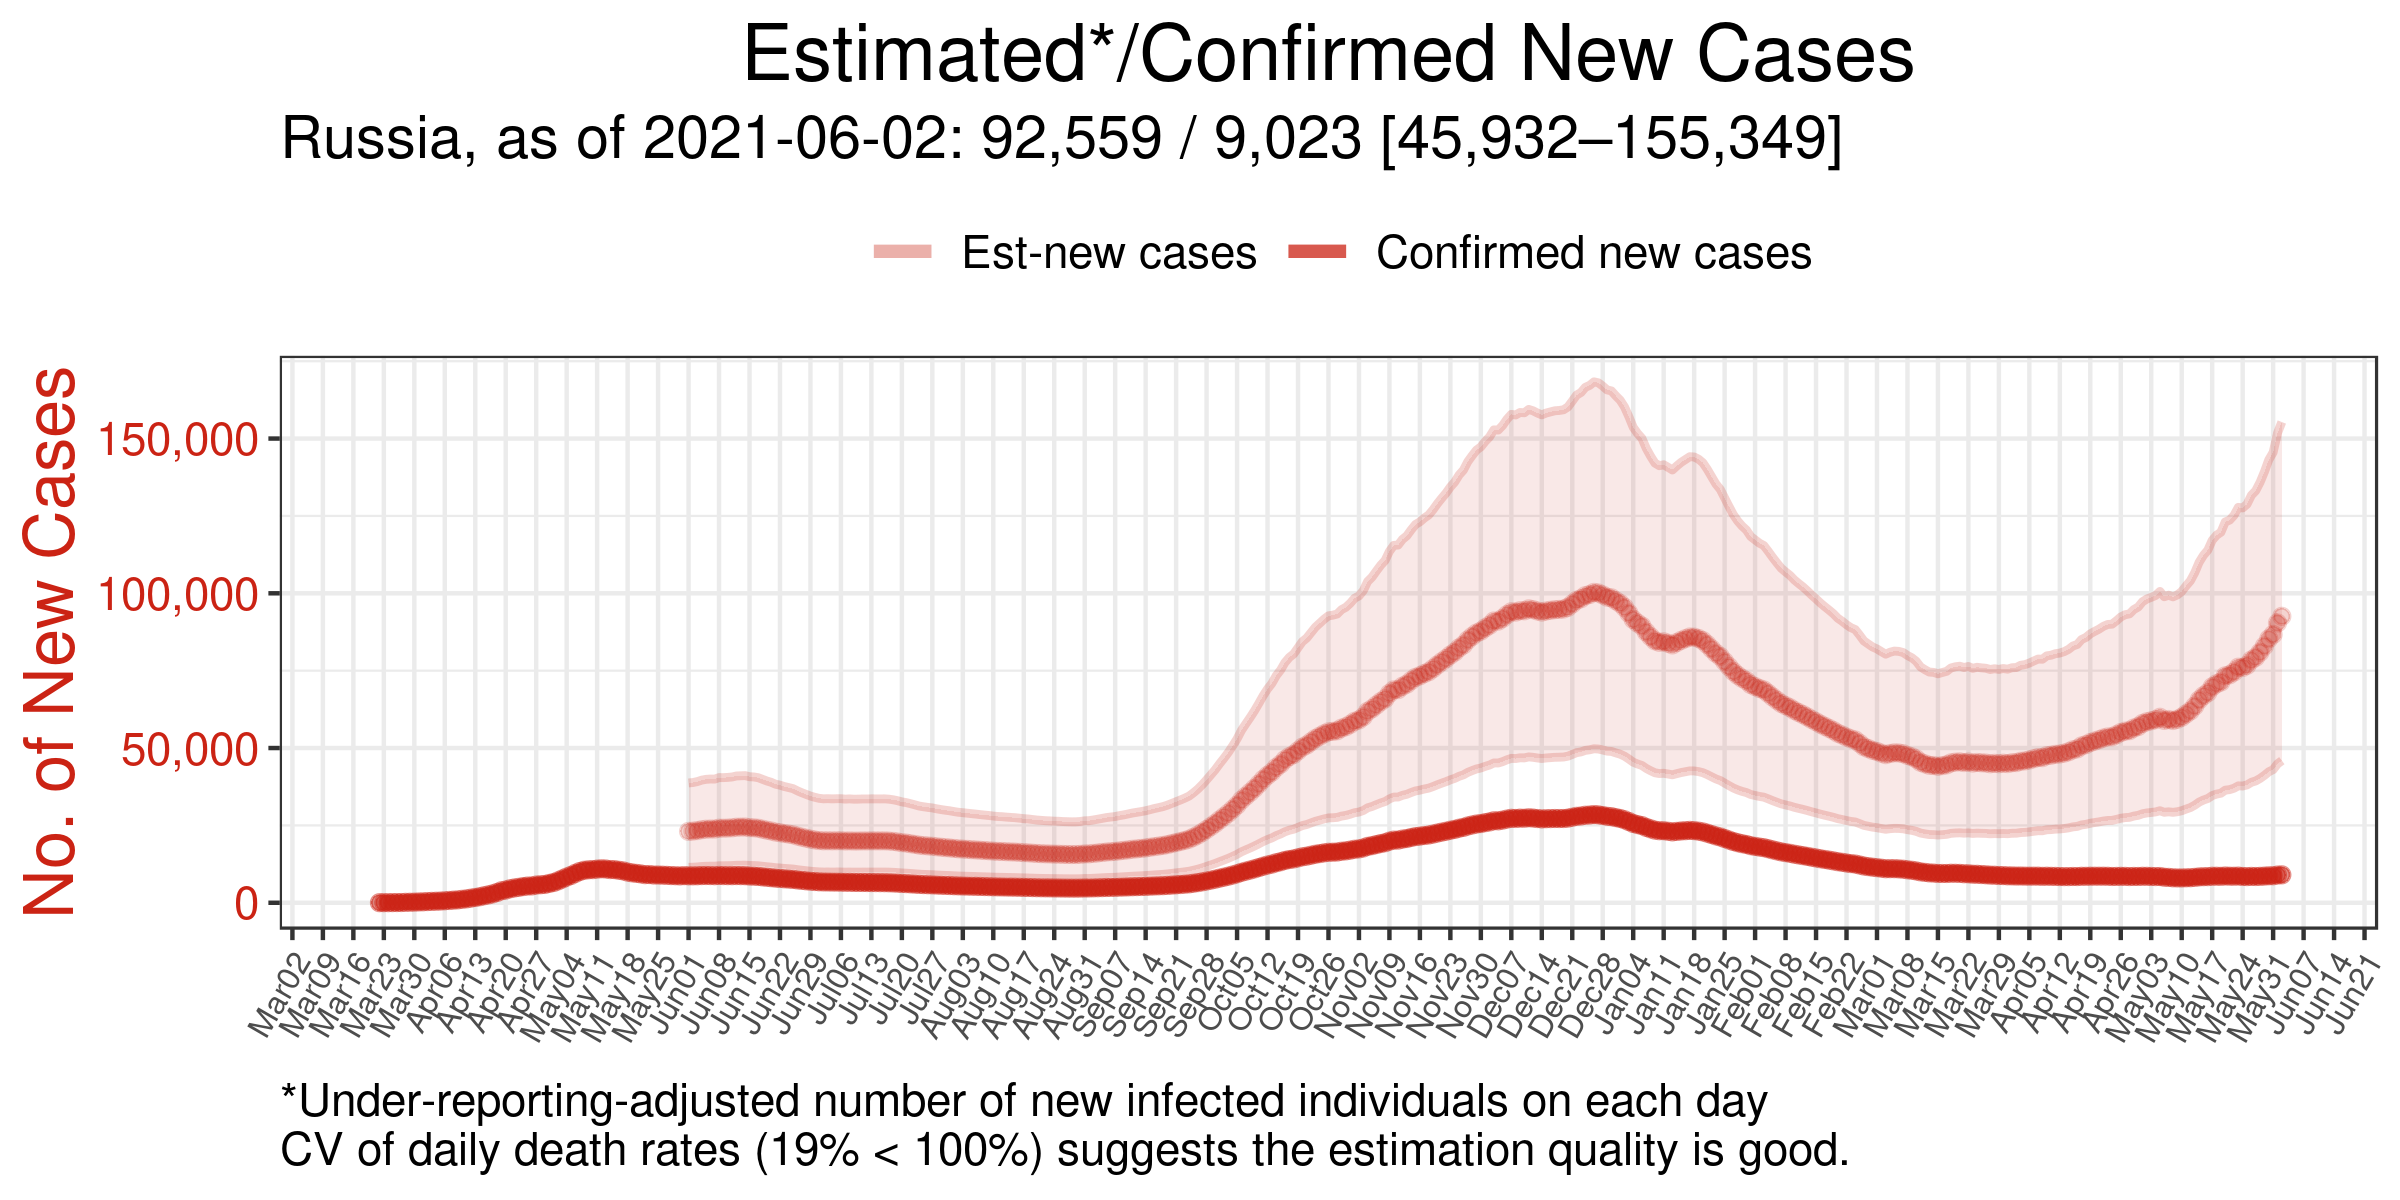 Estimated*/Confirmed New Cases
Russia, as of 2021-06-02: 92,559 / 9,023 [45,932–155,349]
Est-new cases
Confirmed new cases
No. of New Cases
150,000
100,000
50,000
0
Mar02
Mar09
Mar16
Mar23
Mar30
Apr06
Apr13
Apr20
Apr27
May04
May11
May18
May25
Jun01
Jun08
Jun15
Jun22
Jun29
Jul06
Jul13
Jul20
Jul27
Aug03
Aug10
Aug17
Aug24
Aug31
Sep07
Sep14
Sep21
Sep28
Oct05
Oct12
Oct19
Oct26
Nov02
Nov09
Nov16
Nov23
Nov30
Dec07
Dec14
Dec21
Dec28
Jan04
Jan11
Jan18
Jan25
Feb01
Feb08
Feb15
Feb22
Mar01
Mar08
Mar15
Mar22
Mar29
Apr05
Apr12
Apr19
Apr26
May03
May10
May17
May24
May31
Jun07
Jun14
Jun21
*Under-reporting-adjusted number of new infected individuals on each day
CV of daily death rates (19% < 100%) suggests the estimation quality is good.